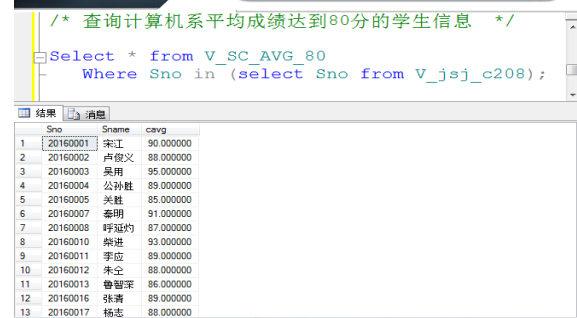 /* 查询计算机系平均成绩达到80分的学生信息 */
Select * from V_SC_AVG_80
Where Sno in (select Sno from V_jsj_c208);
结果 消息
Sno Sname cavg
1 20160001 宋江 90.000000
2 20160002 卢俊义 88.000000
3 20160003 吴用 95.000000
4 20160004 公孙胜 89.000000
5 20160005 关胜 85.000000
6 20160007 秦明 91.000000
7 20160008 呼延灼 87.000000
8 20160010 柴进 93.000000
9 20160011 李应 89.000000
10 20160012 朱仝 88.000000
11 20160013 鲁智深 86.000000
12 20160016 张清 89.000000
13 20160017 杨志 88.000000